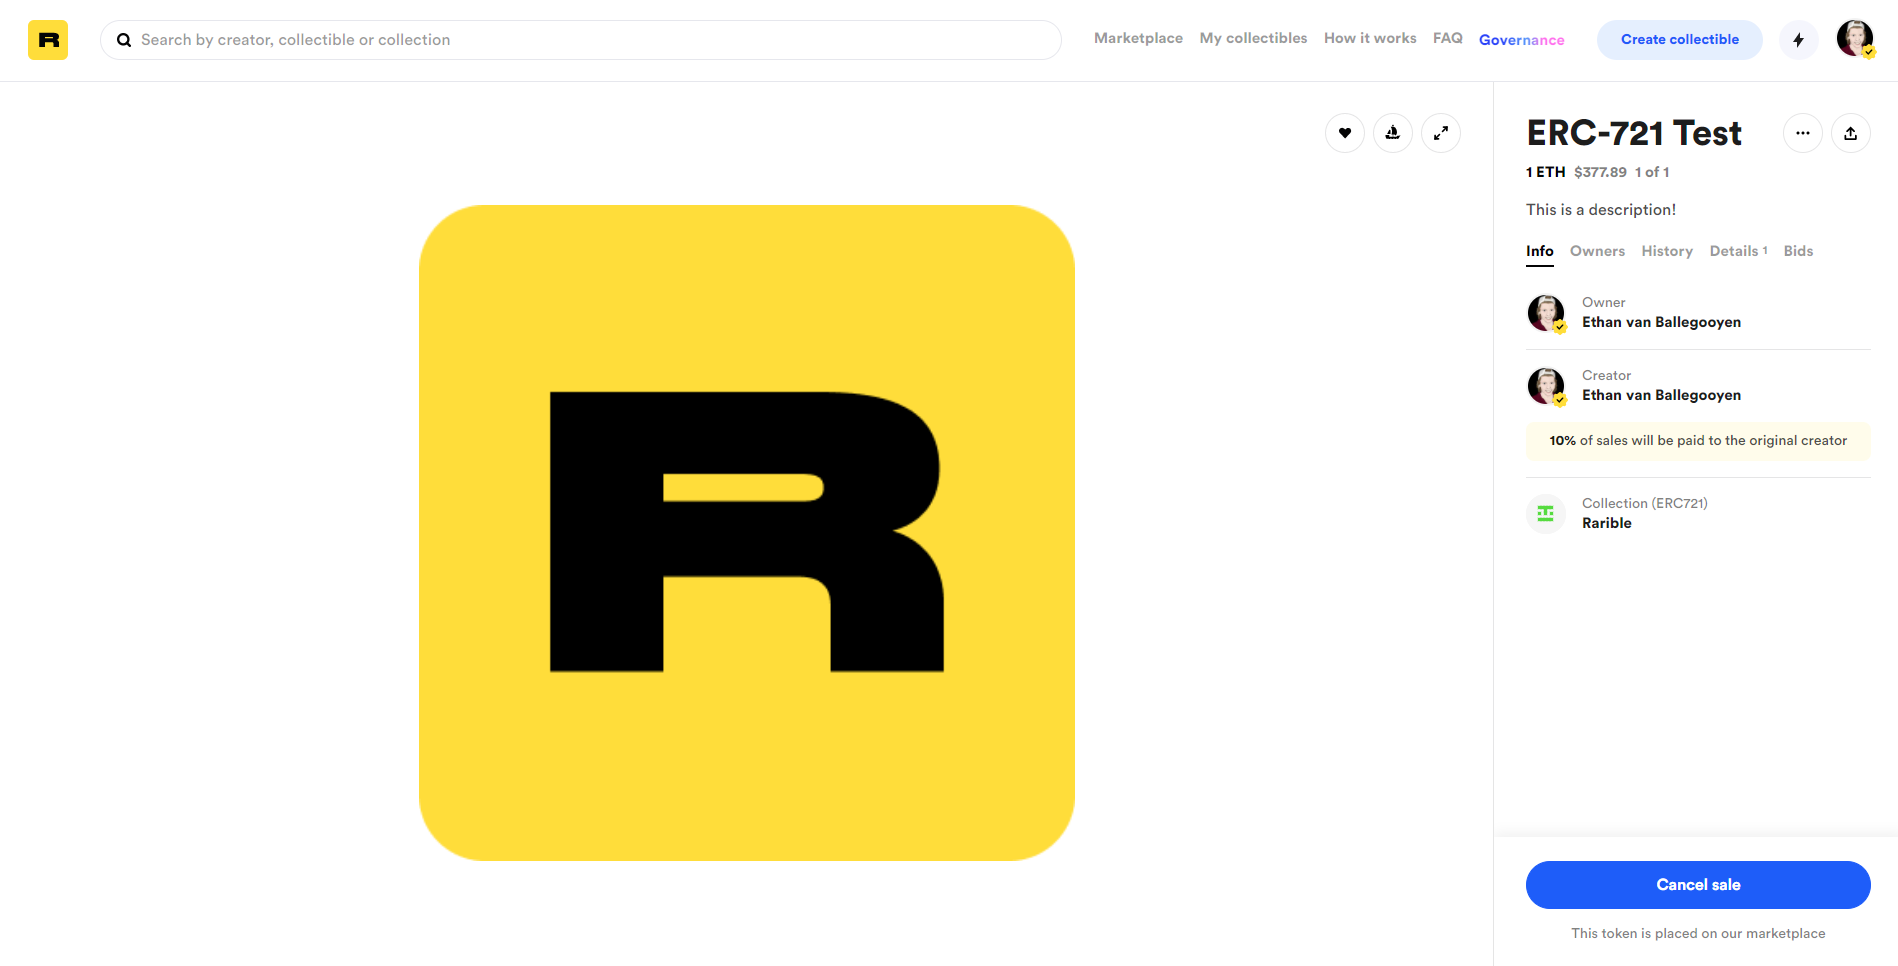 R
Search by creator, collectible or collection
Marketplace My collectibles How it works FAQ Governance
Create collectible
ERC-721 Test
1 ETH $377.89 1 of 1
This is a description!
Info Owners History Details 1 Bids
Owner
Ethan van Ballegooyen
Creator
Ethan van Ballegooyen
10% of sales will be paid to the original creator
Collection (ERC721)
Rarible
R
Cancel sale
This token is placed on our marketplace